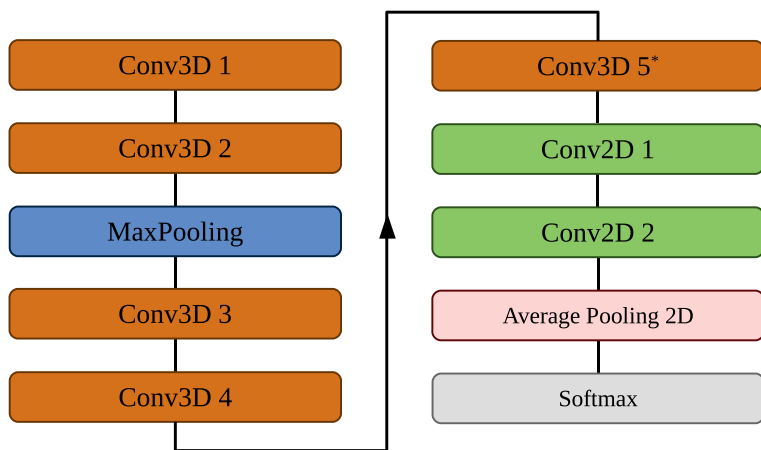 Conv3D 1
Conv3D 2
MaxPooling
Conv3D 3
Conv3D 4
Conv3D 5*
Conv2D 1
Conv2D 2
Average Pooling 2D
Softmax